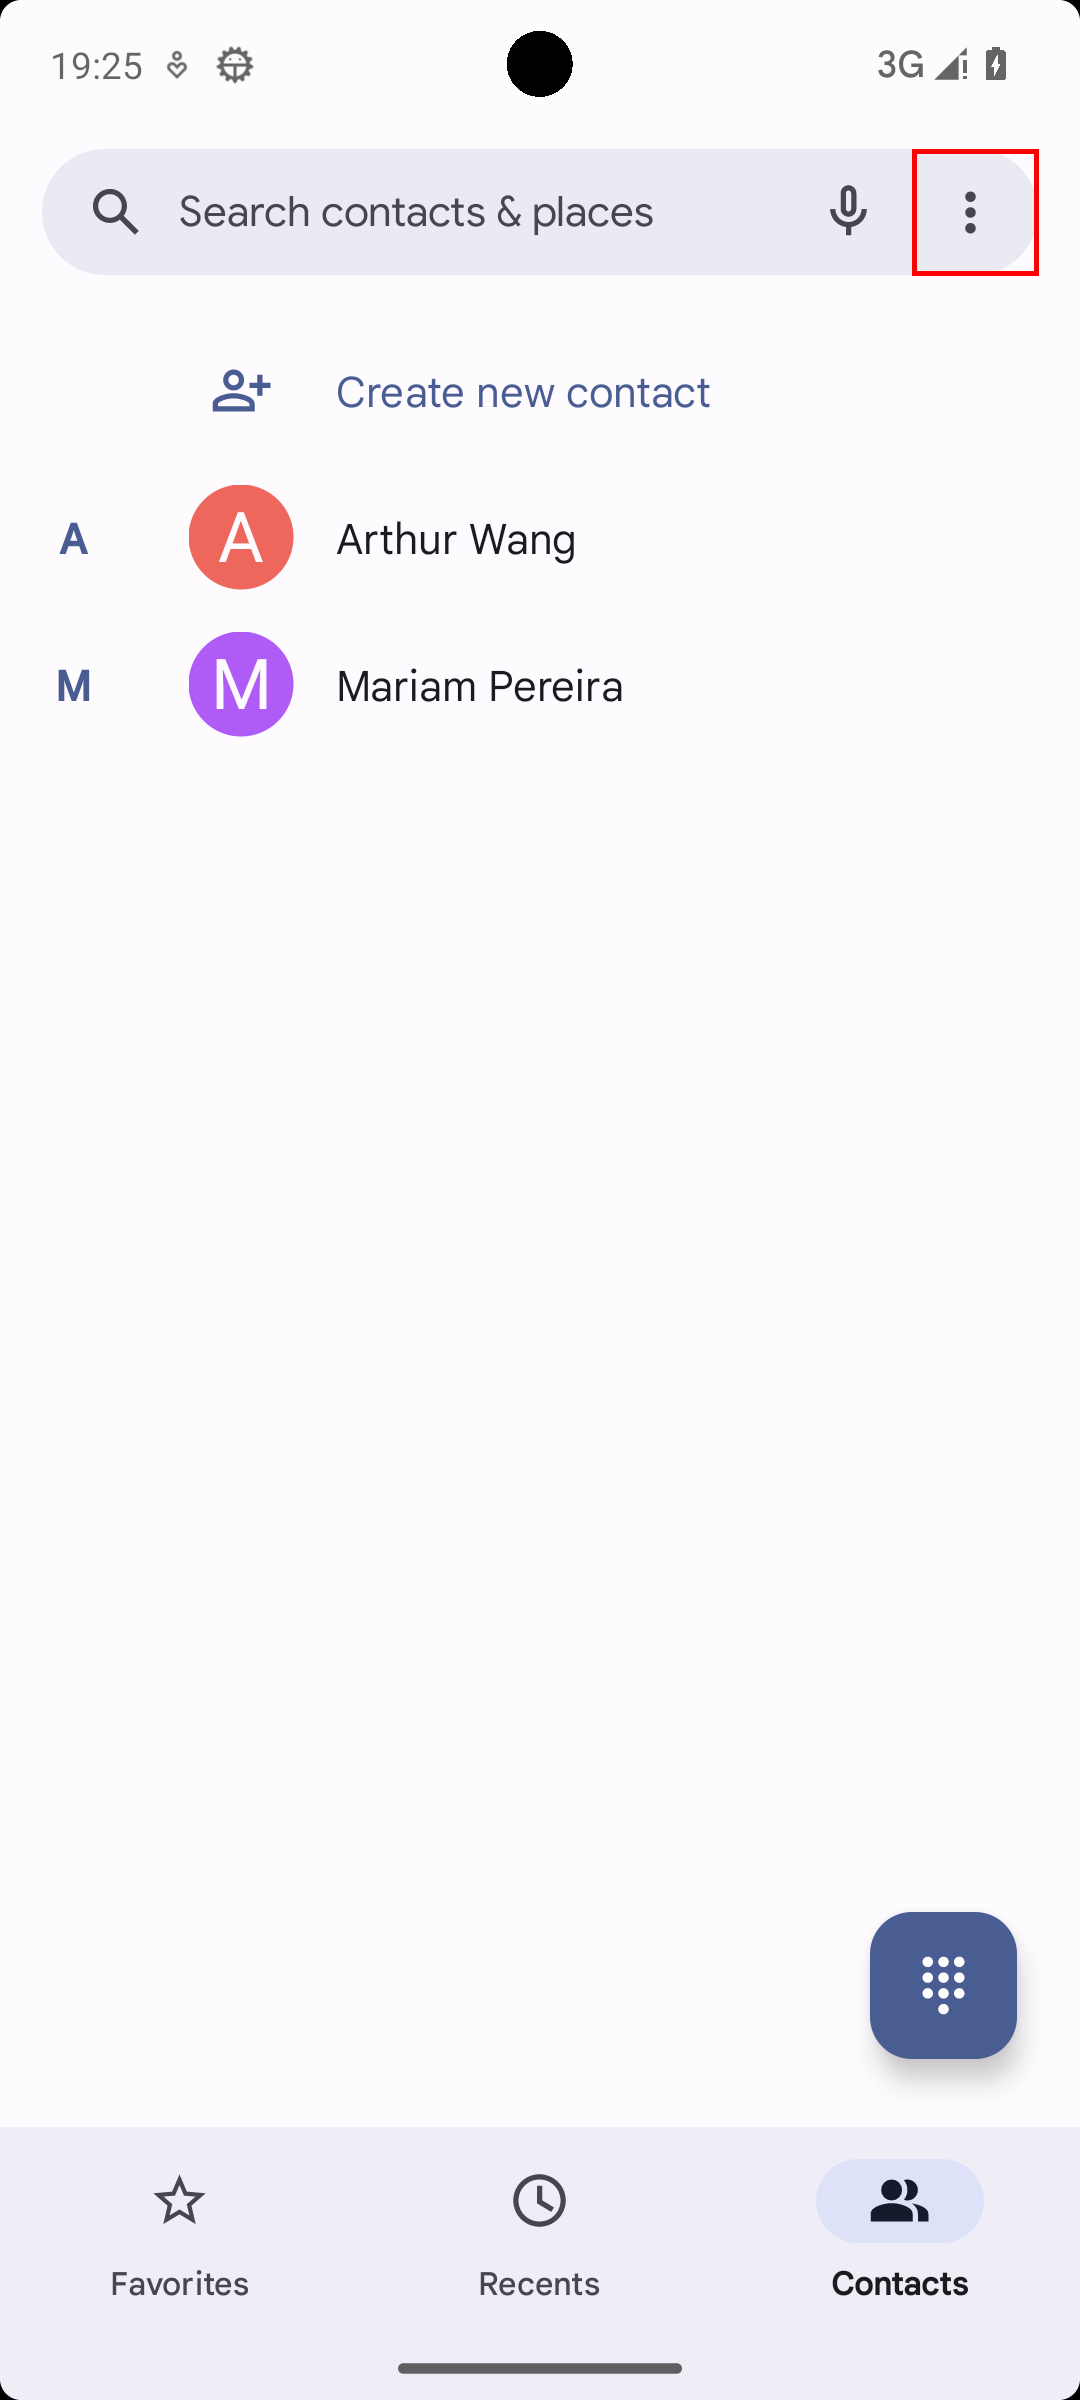 19:25
3G
Search contacts & places
Create new contact
A
A
Arthur Wang
M
M
Mariam Pereira
Favorites
Recents
Contacts